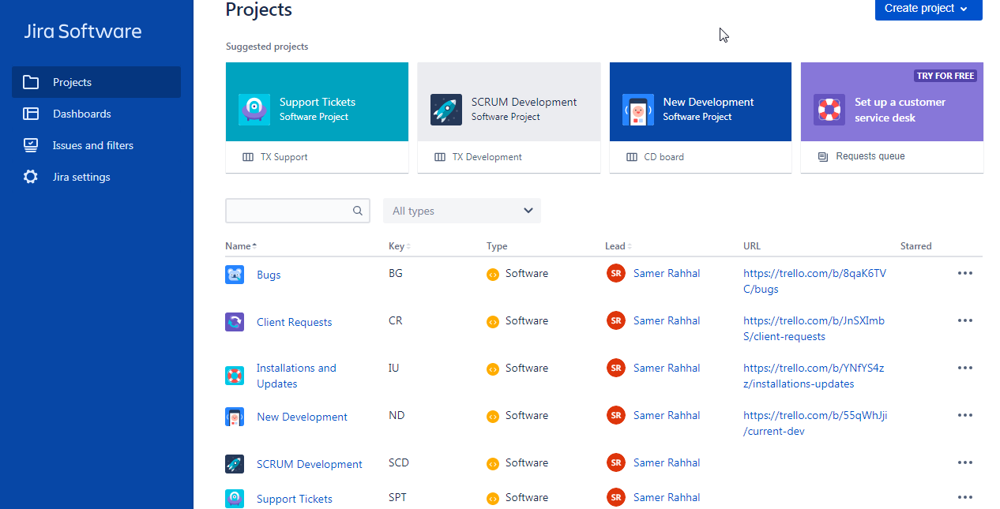 Projects
Create project
Jira Software
Suggested projects
Projects
Dashboards
Issues and filters
Jira settings
Support Tickets
Software Project
TX Support
SCRUM Development
Software Project
TX Development
New Development
Software Project
CD board
TRY FOR FREE
Set up a customer
service desk
Requests queue
All types
Name Key Type Lead URL Starred
Bugs BG Software SR Samer Rahhal https://trello.com/b/8qaK6TV
C/bugs
Client Requests CR Software SR Samer Rahhal https://trello.com/b/JnSXImb
S/client-requests
Installations and IU Software SR Samer Rahhal https://trello.com/b/YNfYS4z
Updates z/installations-updates
New Development ND Software SR Samer Rahhal https://trello.com/b/55qWhJji
/current-dev
SCRUM Development SCD Software SR Samer Rahhal
Support Tickets SPT Software SR Samer Rahhal